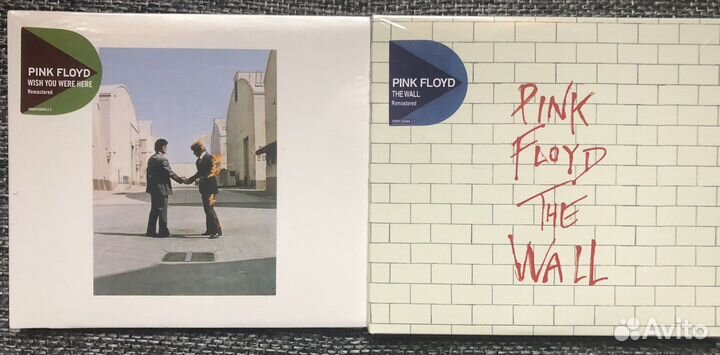 PINK FLOYD
WISH YOU WERE HERE
Remastered
PINK FLOYD
THE WALL
Remastered
PINK
FLOYD
THE
WALL
Avito